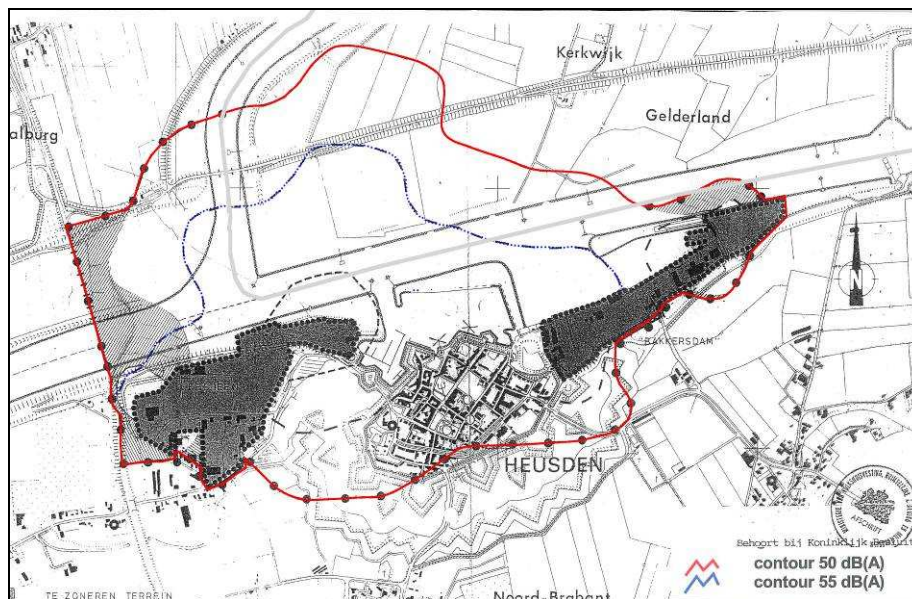 Kerkwijk
Gelderland
alburg
"BAKKERSDAM"
HEUSDEN
AFSCHRIFT
Behoort bij Koninklijk Besluit
contour 50 dB(A)
contour 55 dB(A)
TE ZONEREN TERREIN
Noord-Brabant